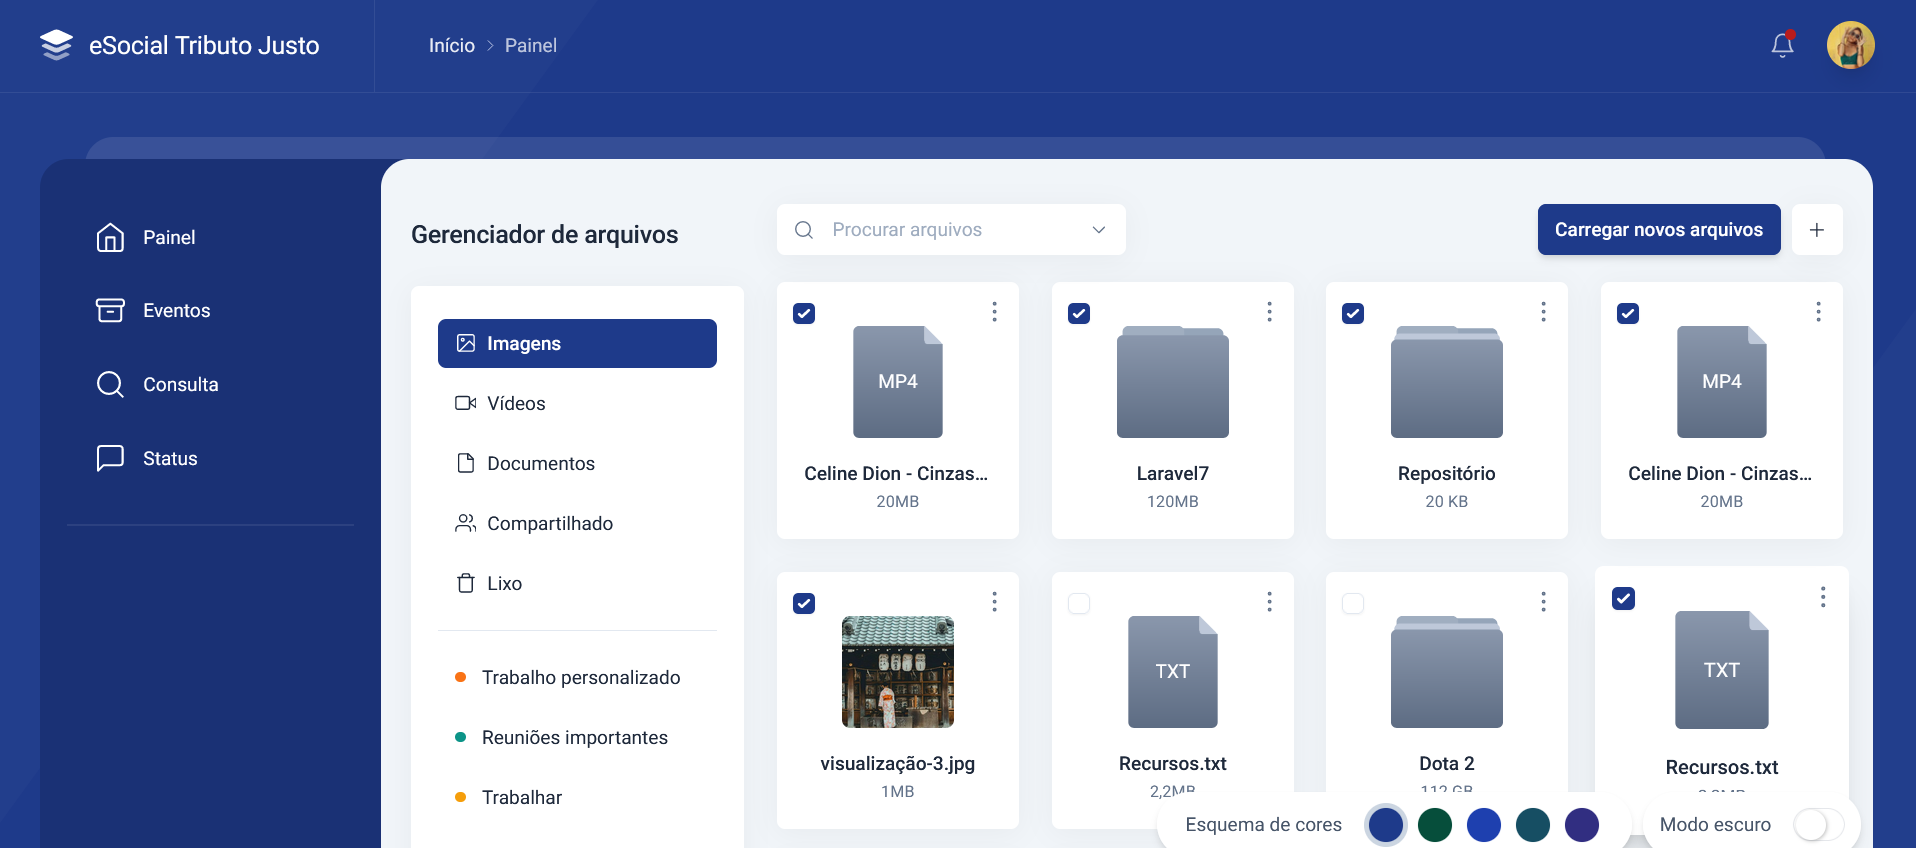 eSocial Tributo Justo
Início
Painel
Painel
Eventos
Consulta
Status
Gerenciador de arquivos
Procurar arquivos
Carregar novos arquivos
Imagens
Vídeos
Documentos
Compartilhado
Lixo
Trabalho personalizado
Reuniões importantes
Trabalhar
MP4
Celine Dion - Cinzas...
20MB
Laravel7
120MB
Repositório
20 KB
MP4
Celine Dion - Cinzas...
20MB
visualização-3.jpg
1MB
TXT
Recursos.txt
2,2MB
Dota 2
112 GB
TXT
Recursos.txt
Esquema de cores
Modo escuro